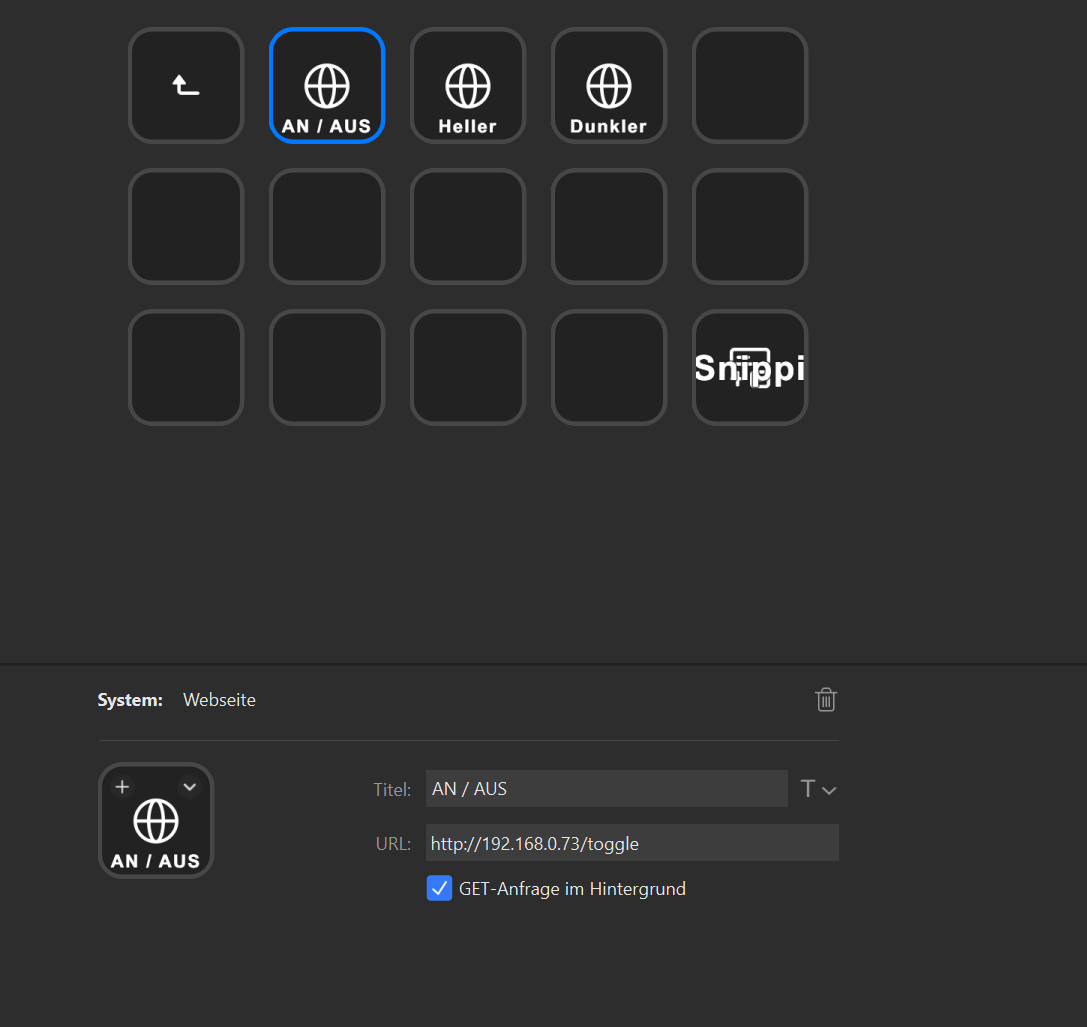 AN / AUS
Heller
Dunkler
Snippi
System: Webseite
Titel: AN / AUS
T
URL: http://192.168.0.73/toggle
GET-Anfrage im Hintergrund
AN / AUS